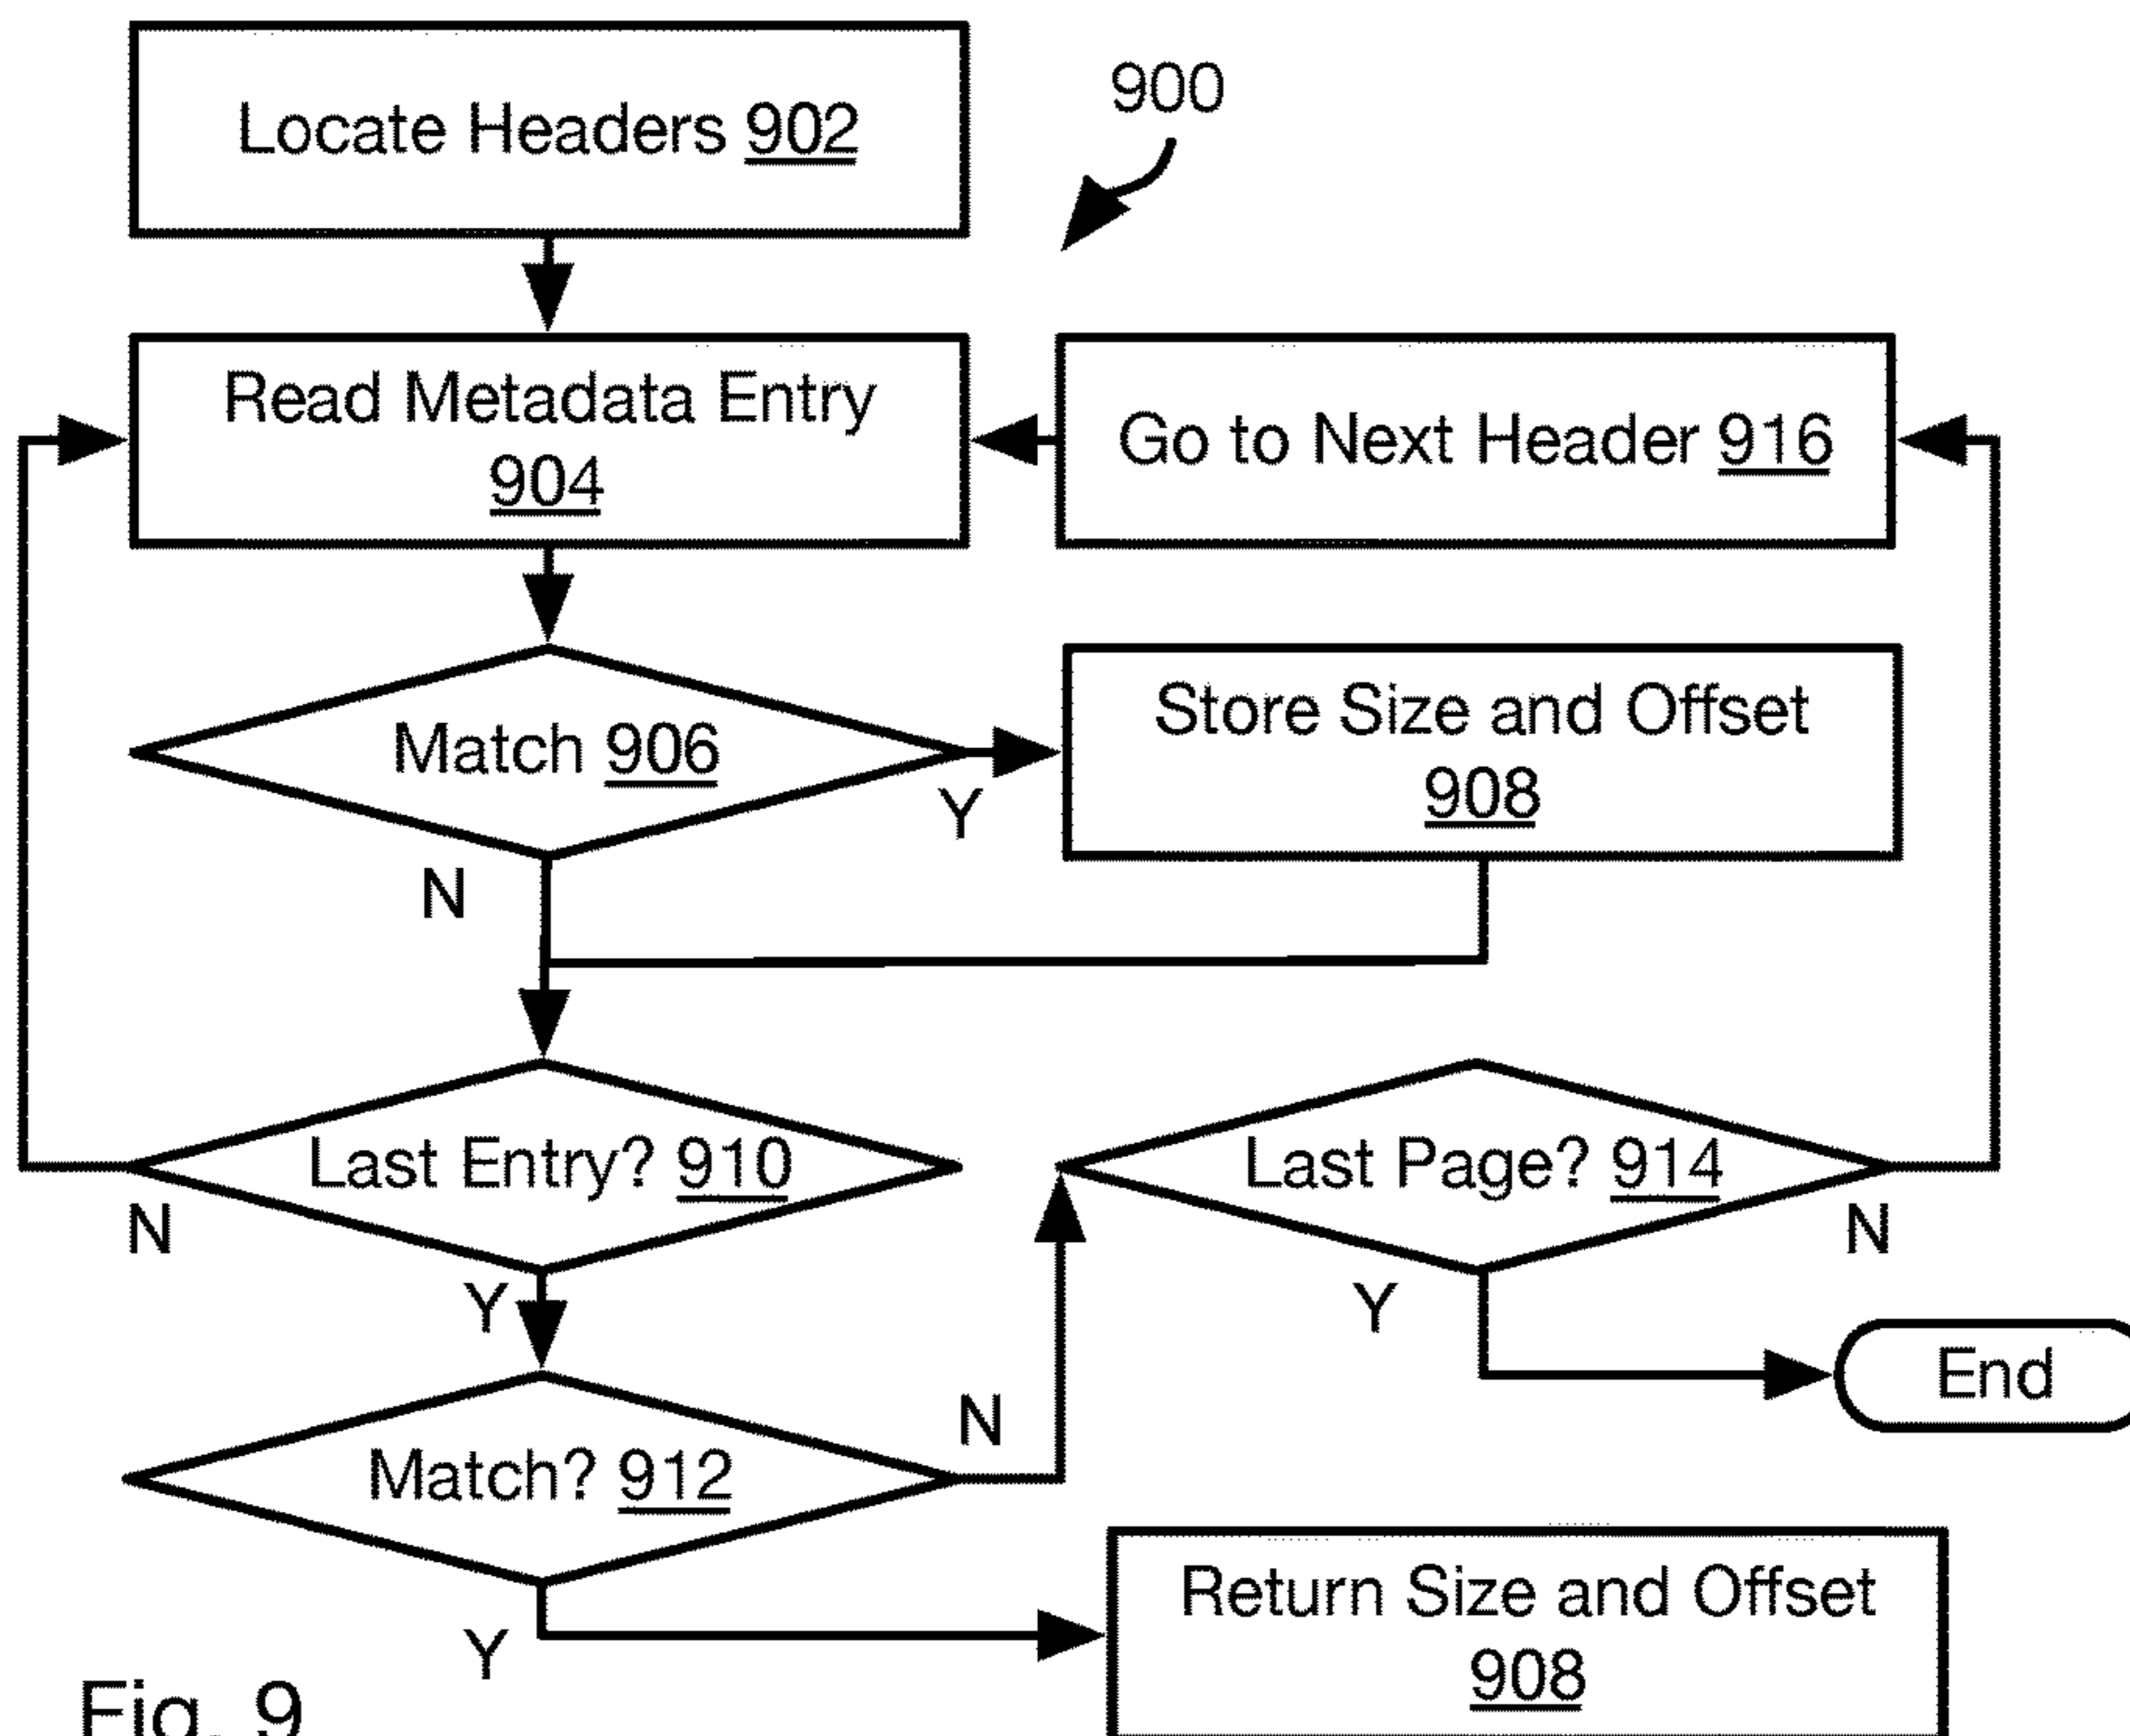 Locate Headers 902
900
Read Metadata Entry
904
Go to Next Header 916
Match 906
Y
N
Store Size and Offset
908
Last Entry? 910
N
Y
Last Page? 914
N
Y
End
Match? 912
N
Y
Return Size and Offset
908
Fig. 9